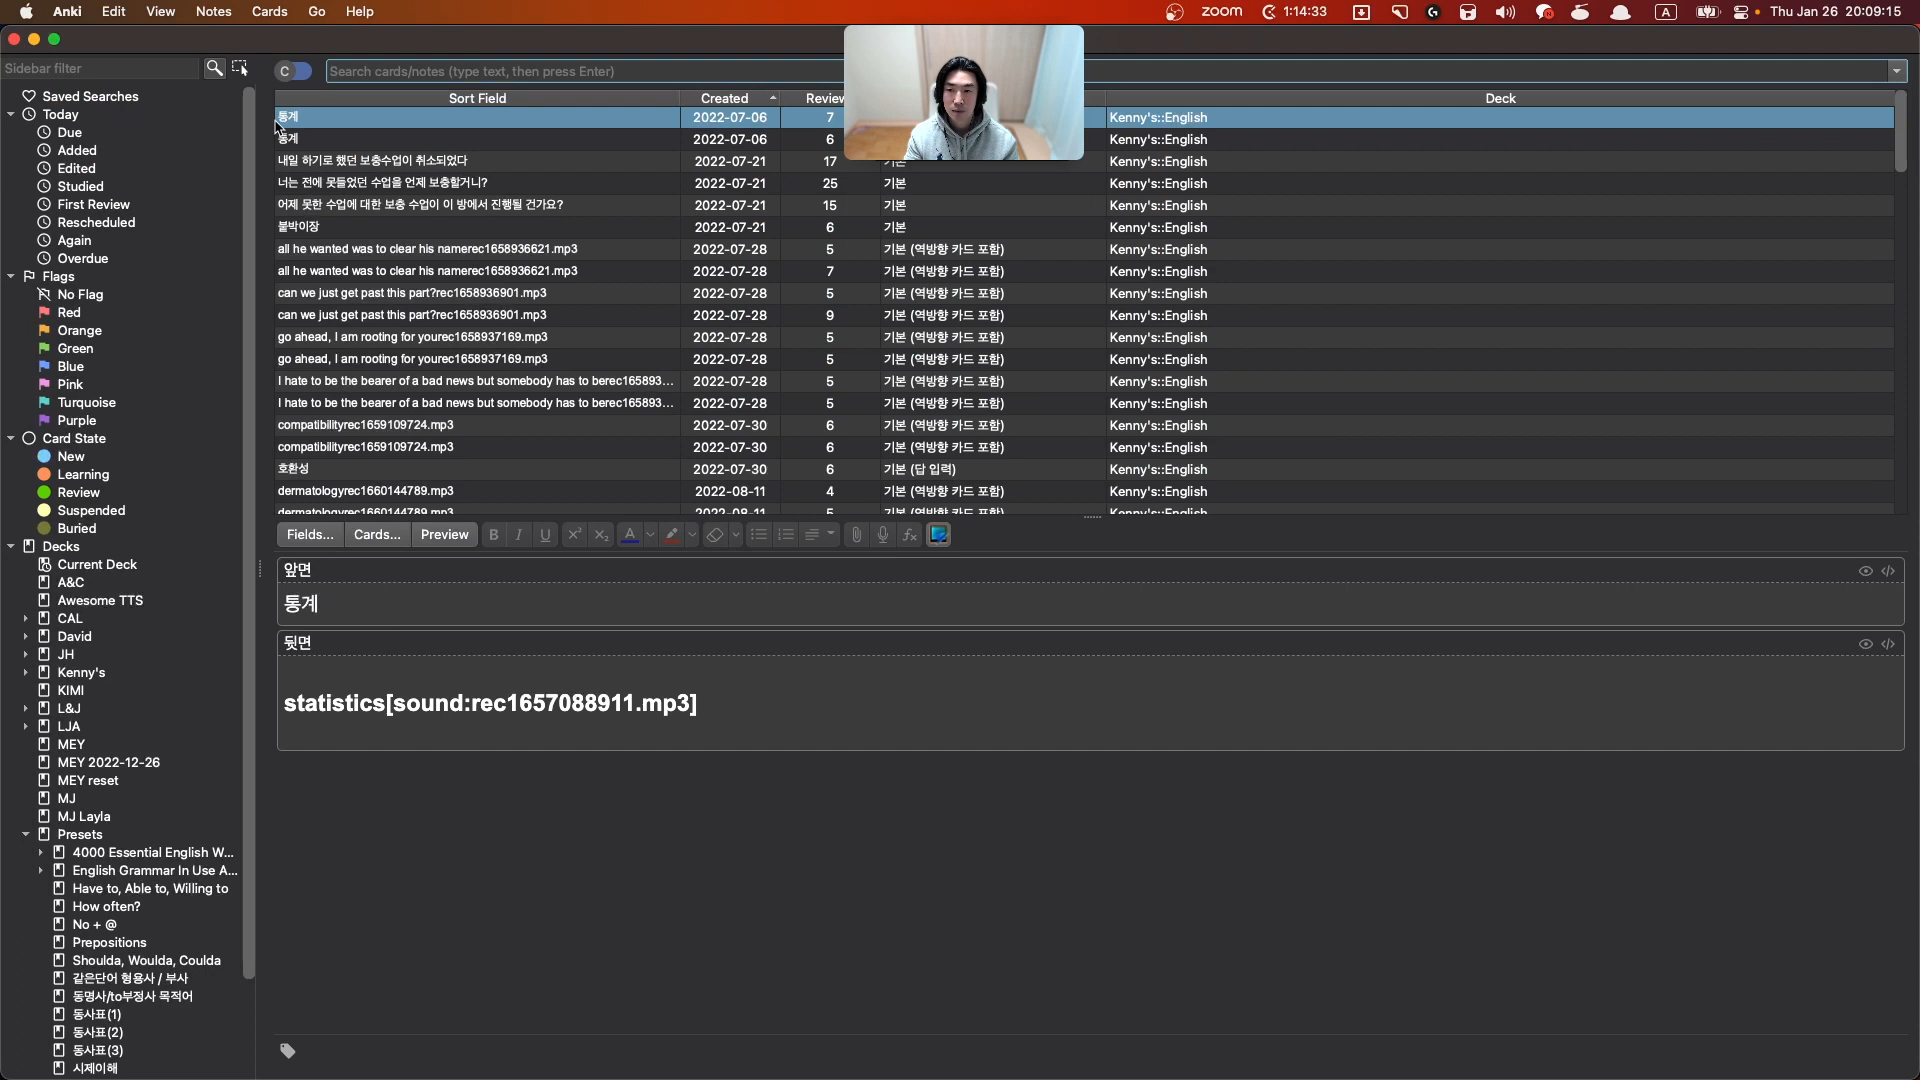 Anki Edit View Notes Cards Go Help zoom 1:14:33 A Thu Jan 26 20:09:15
Sidebar filter
C Search cards/notes (type text, then press Enter)
Saved Searches
Today
Due
Added
Edited
Studied
First Review
Rescheduled
Again
Overdue
Flags
No Flag
Red
Orange
Green
Blue
Pink
Turquoise
Purple
Card State
New
Learning
Review
Suspended
Buried
Decks
Current Deck
A&C
Awesome TTS
CAL
David
JH
Kenny's
KIMI
L&J
LJA
MEY
MEY 2022-12-26
MEY reset
MJ
MJ Layla
Presets
4000 Essential English W...
English Grammar In Use A...
Have to, Able to, Willing to
How often?
No + @
Prepositions
Shoulda, Woulda, Coulda
같은단어 형용사 / 부사
동명사/to부정사 목적어
동사표(1)
동사표(2)
동사표(3)
시제이해
Sort Field Created Review Deck
통계 2022-07-06 7 Kenny's::English
통계 2022-07-06 6 Kenny's::English
내일 하기로 했던 보충수업이 취소되었다 2022-07-21 17 기본 Kenny's::English
너는 전에 못들었던 수업을 언제 보충할거니? 2022-07-21 25 기본 Kenny's::English
어제 못한 수업에 대한 보충 수업이 이 방에서 진행될 건가요? 2022-07-21 15 기본 Kenny's::English
붙박이장 2022-07-21 6 기본 Kenny's::English
all he wanted was to clear his namerec1658936621.mp3 2022-07-28 5 기본 (역방향 카드 포함) Kenny's::English
all he wanted was to clear his namerec1658936621.mp3 2022-07-28 7 기본 (역방향 카드 포함) Kenny's::English
can we just get past this part?rec1658936901.mp3 2022-07-28 5 기본 (역방향 카드 포함) Kenny's::English
can we just get past this part?rec1658936901.mp3 2022-07-28 9 기본 (역방향 카드 포함) Kenny's::English
go ahead, I am rooting for yourec1658937169.mp3 2022-07-28 5 기본 (역방향 카드 포함) Kenny's::English
go ahead, I am rooting for yourec1658937169.mp3 2022-07-28 5 기본 (역방향 카드 포함) Kenny's::English
I hate to be the bearer of a bad news but somebody has to berec165893... 2022-07-28 5 기본 (역방향 카드 포함) Kenny's::English
I hate to be the bearer of a bad news but somebody has to berec165893... 2022-07-28 5 기본 (역방향 카드 포함) Kenny's::English
compatibilityrec1659109724.mp3 2022-07-30 6 기본 (역방향 카드 포함) Kenny's::English
compatibilityrec1659109724.mp3 2022-07-30 6 기본 (역방향 카드 포함) Kenny's::English
호환성 2022-07-30 6 기본 (답 입력) Kenny's::English
dermatologyrec1660144789.mp3 2022-08-11 4 기본 (역방향 카드 포함) Kenny's::English
dermatologyrec1660144789.mp3 2022-08-11 5 기본 (역방향 카드 포함) Kenny's::English
Fields... Cards... Preview B I U x² x₂ A fx
앞면
통계
뒷면
statistics[sound:rec1657088911.mp3]